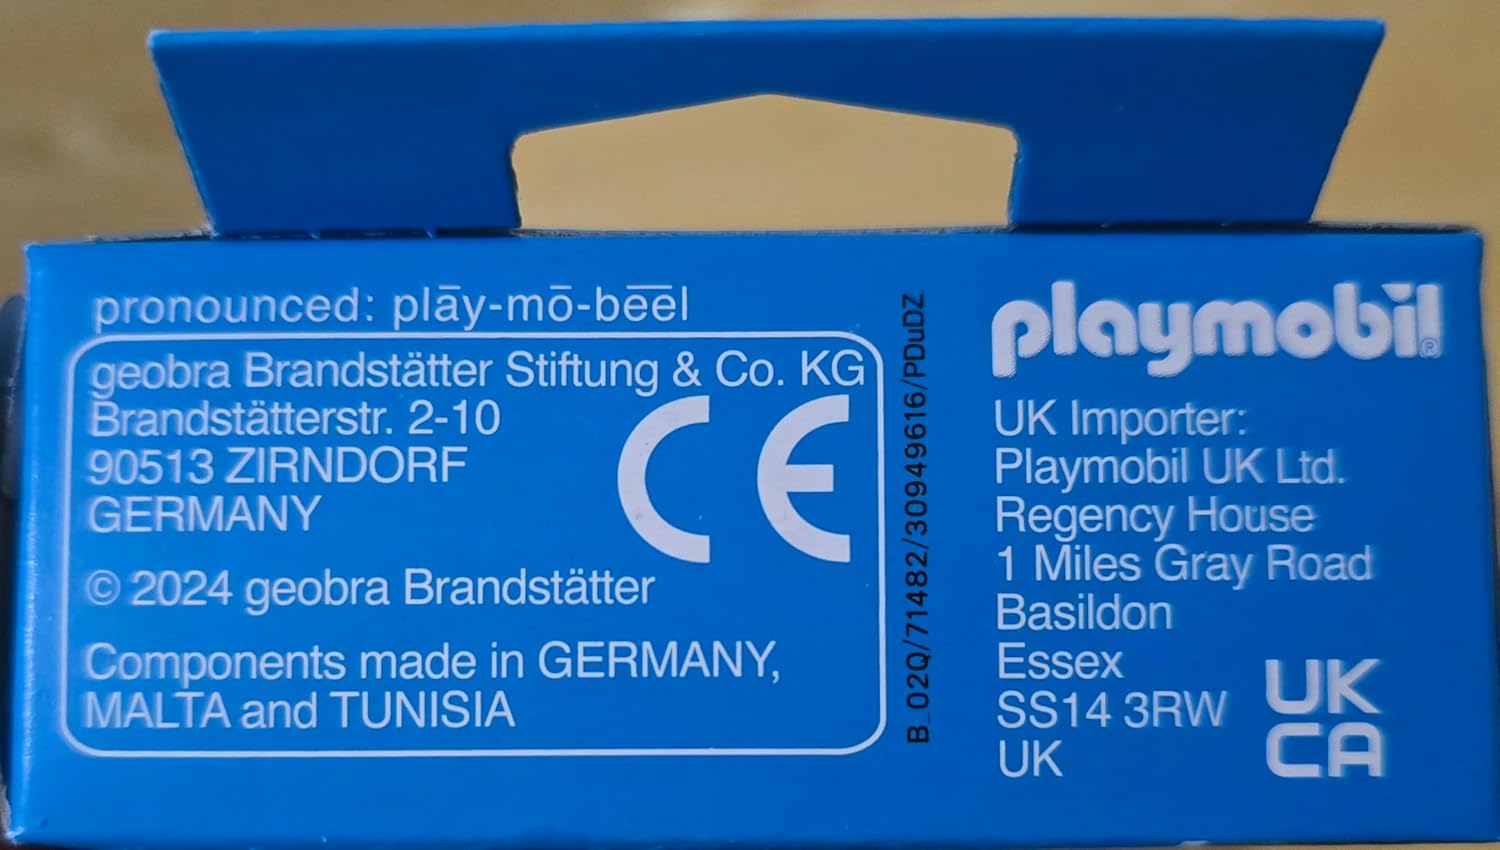 pronounced: plāy-mō-bēēl
geobra Brandstätter Stiftung & Co. KG
Brandstätterstr. 2-10
90513 ZIRNDORF
GERMANY
CE
© 2024 geobra Brandstätter
Components made in GERMANY,
MALTA and TUNISIA
B_02Q/71482/30949616/PDuDZ
playmobil®
UK Importer:
Playmobil UK Ltd.
Regency House
1 Miles Gray Road
Basildon
Essex
SS14 3RW
UK
UK
CA